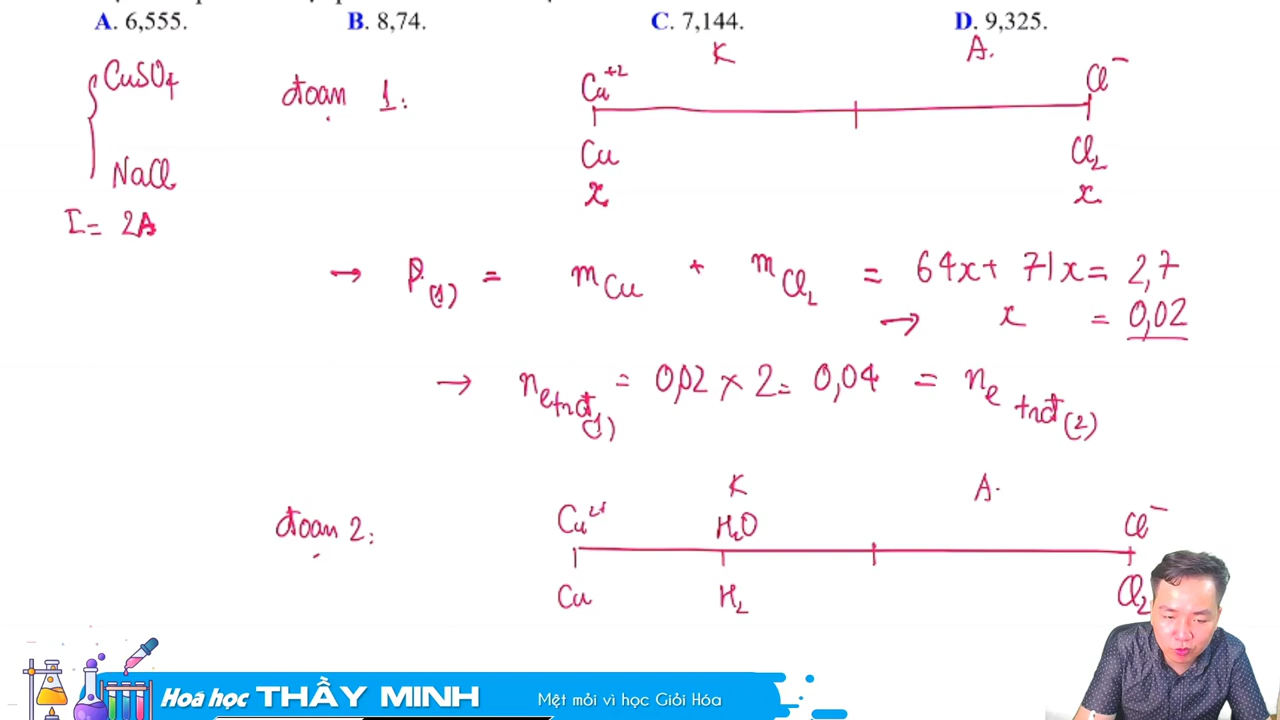 A. 6,555. B. 8,74. C. 7,144. D. 9,325.
K A.
CuSO4 đoạn 1: Cu+2 Cl−
Cu Cl2
NaCl x x
I = 2A
→ P(1) = mCu + mCl2 = 64x + 71x = 2,7
→ x = 0,02
→ ne trđ(1) = 0,02 × 2 = 0,04 = ne trđ(2)
K A.
đoạn 2: Cu2+ H2O Cl−
Cu H2 Cl2
Hoá học THẦY MINH Mệt mỏi vì học Giỏi Hóa